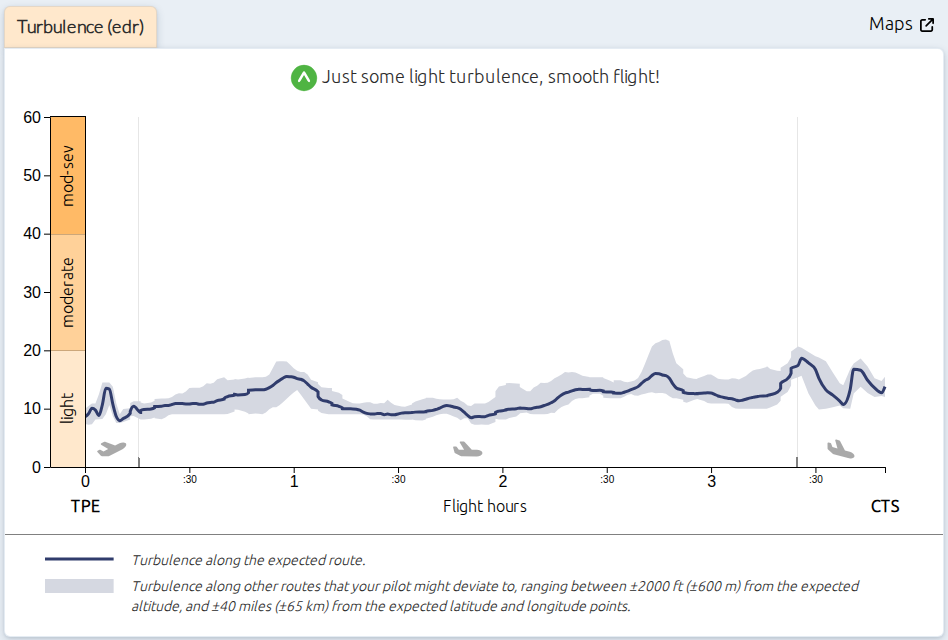 Turbulence (edr)
Maps
Just some light turbulence, smooth flight!
60
50
40
30
20
10
0
mod-sev
moderate
light
0
:30
1
:30
2
:30
3
:30
TPE
Flight hours
CTS
Turbulence along the expected route.
Turbulence along other routes that your pilot might deviate to, ranging between ±2000 ft (±600 m) from the expected
altitude, and ±40 miles (±65 km) from the expected latitude and longitude points.